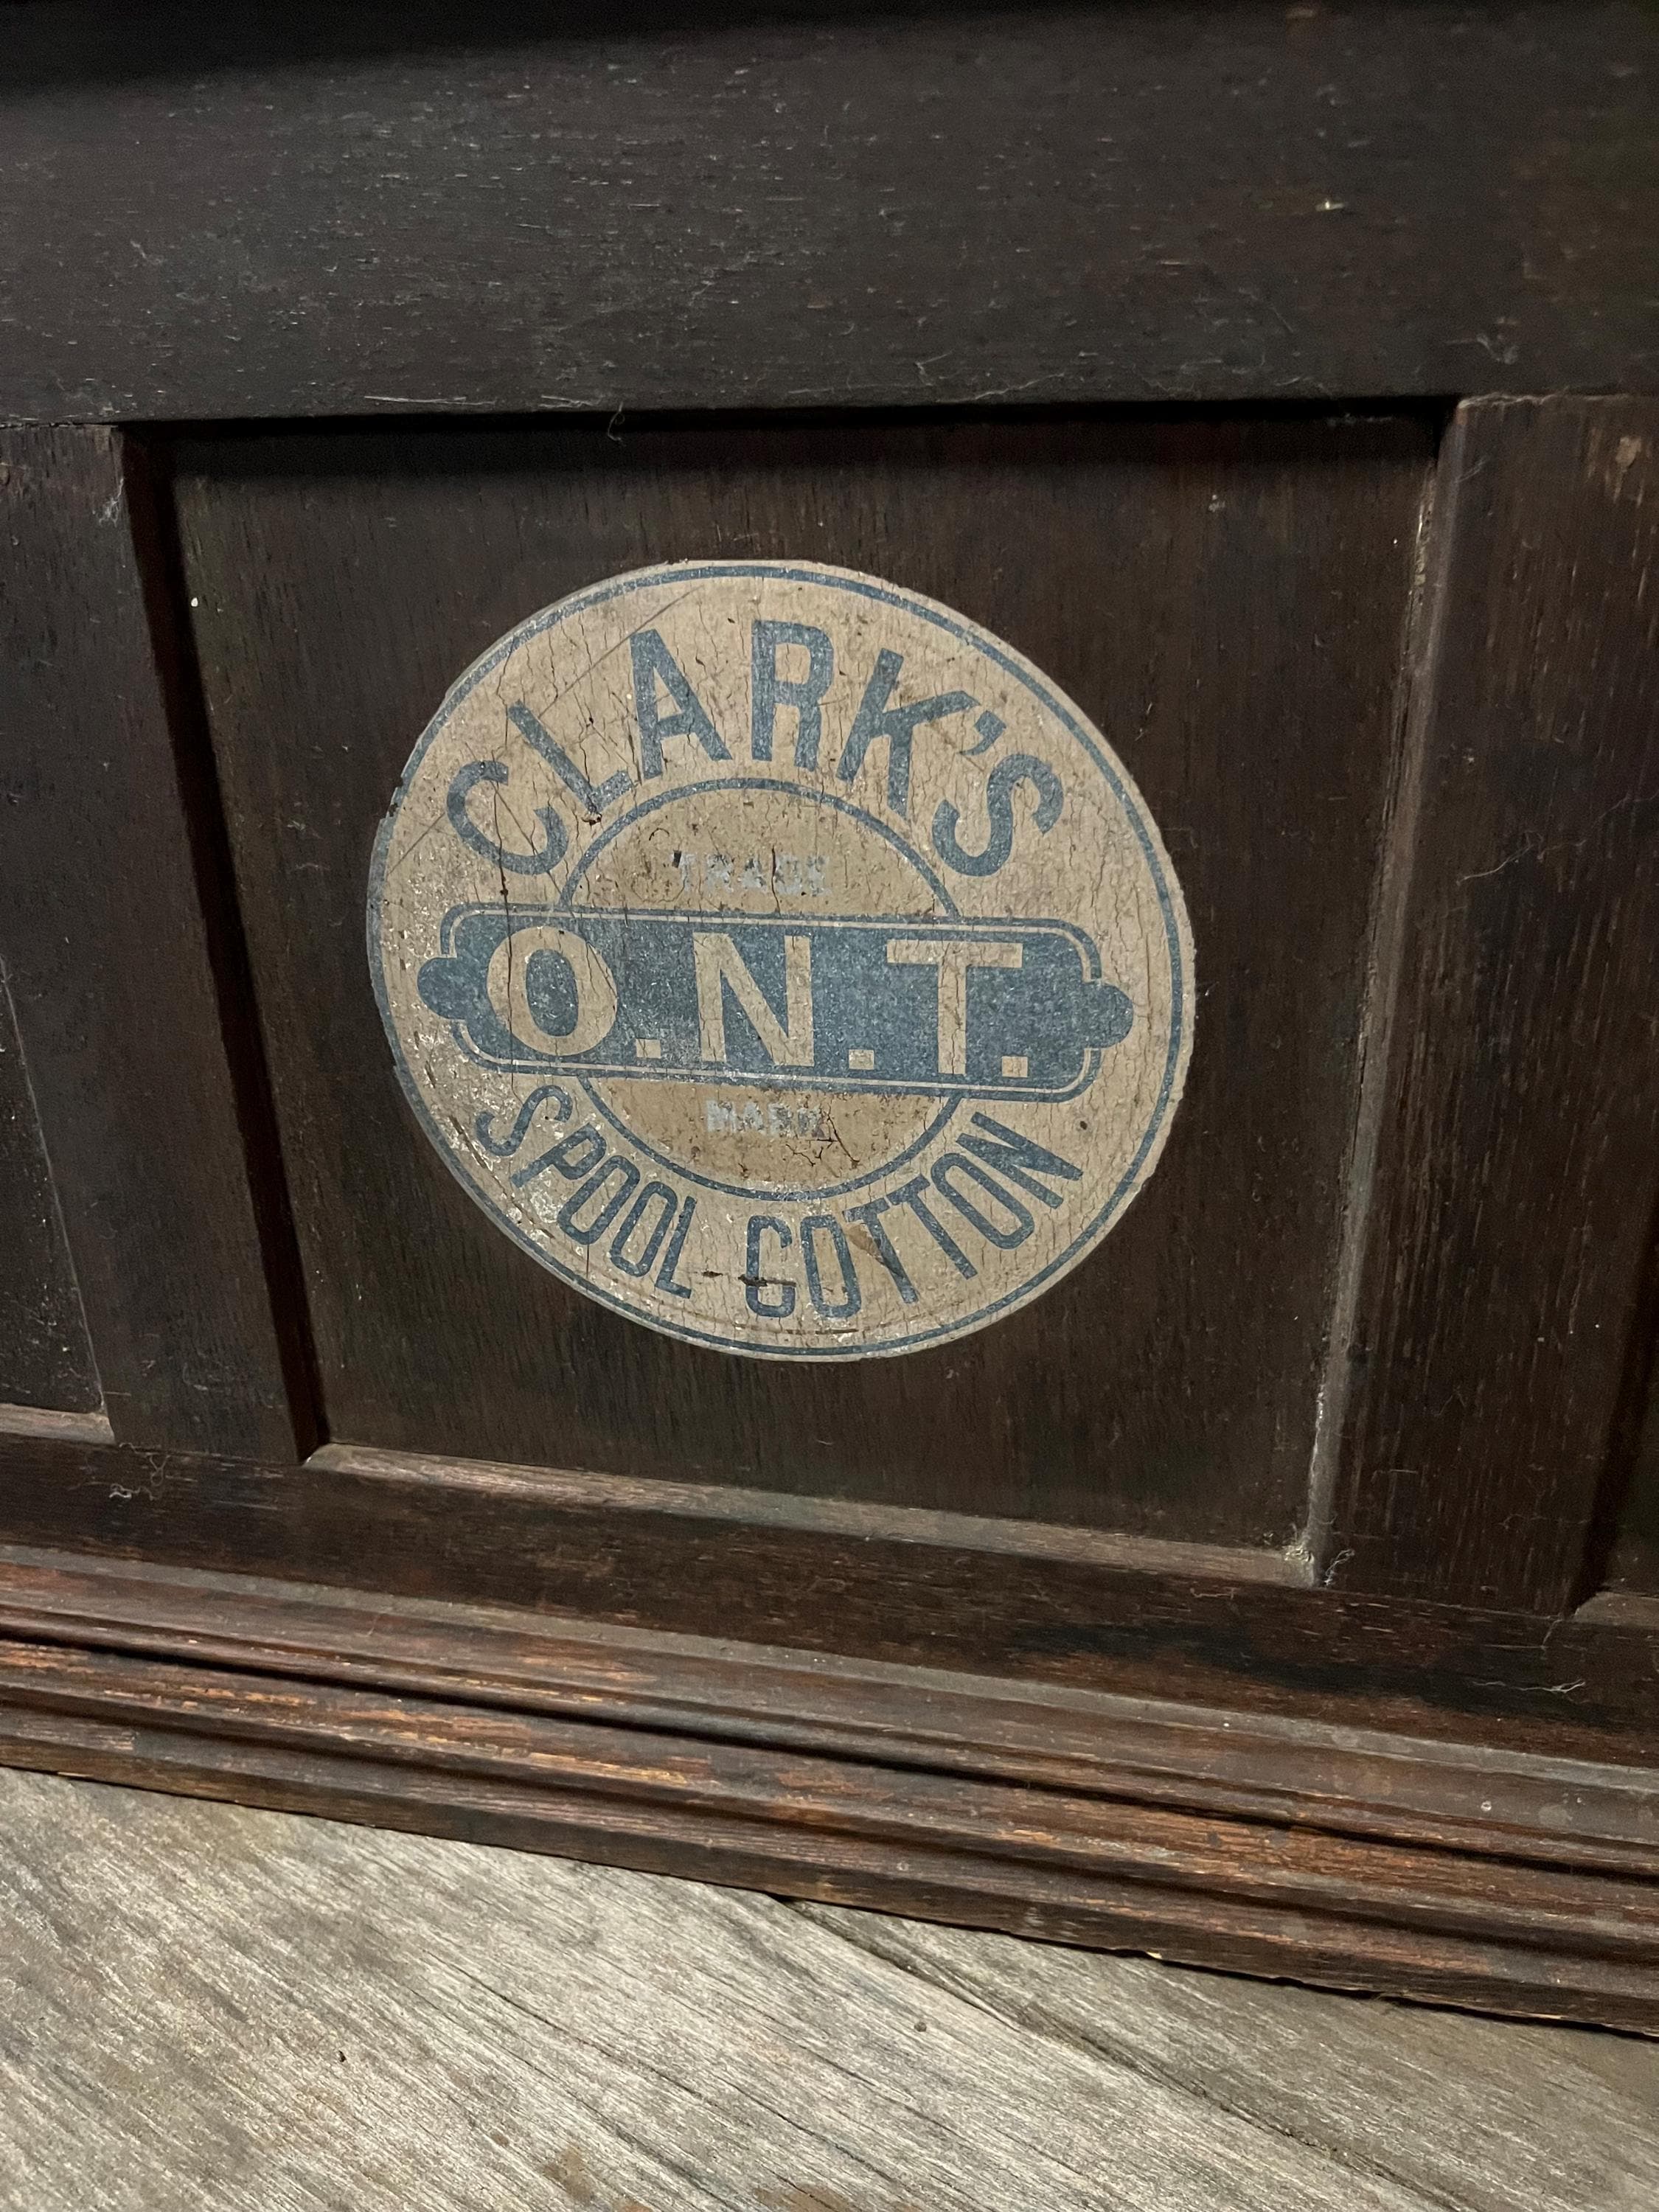 CLARK'S
TRADE
O.N.T.
MARK
SPOOL COTTON